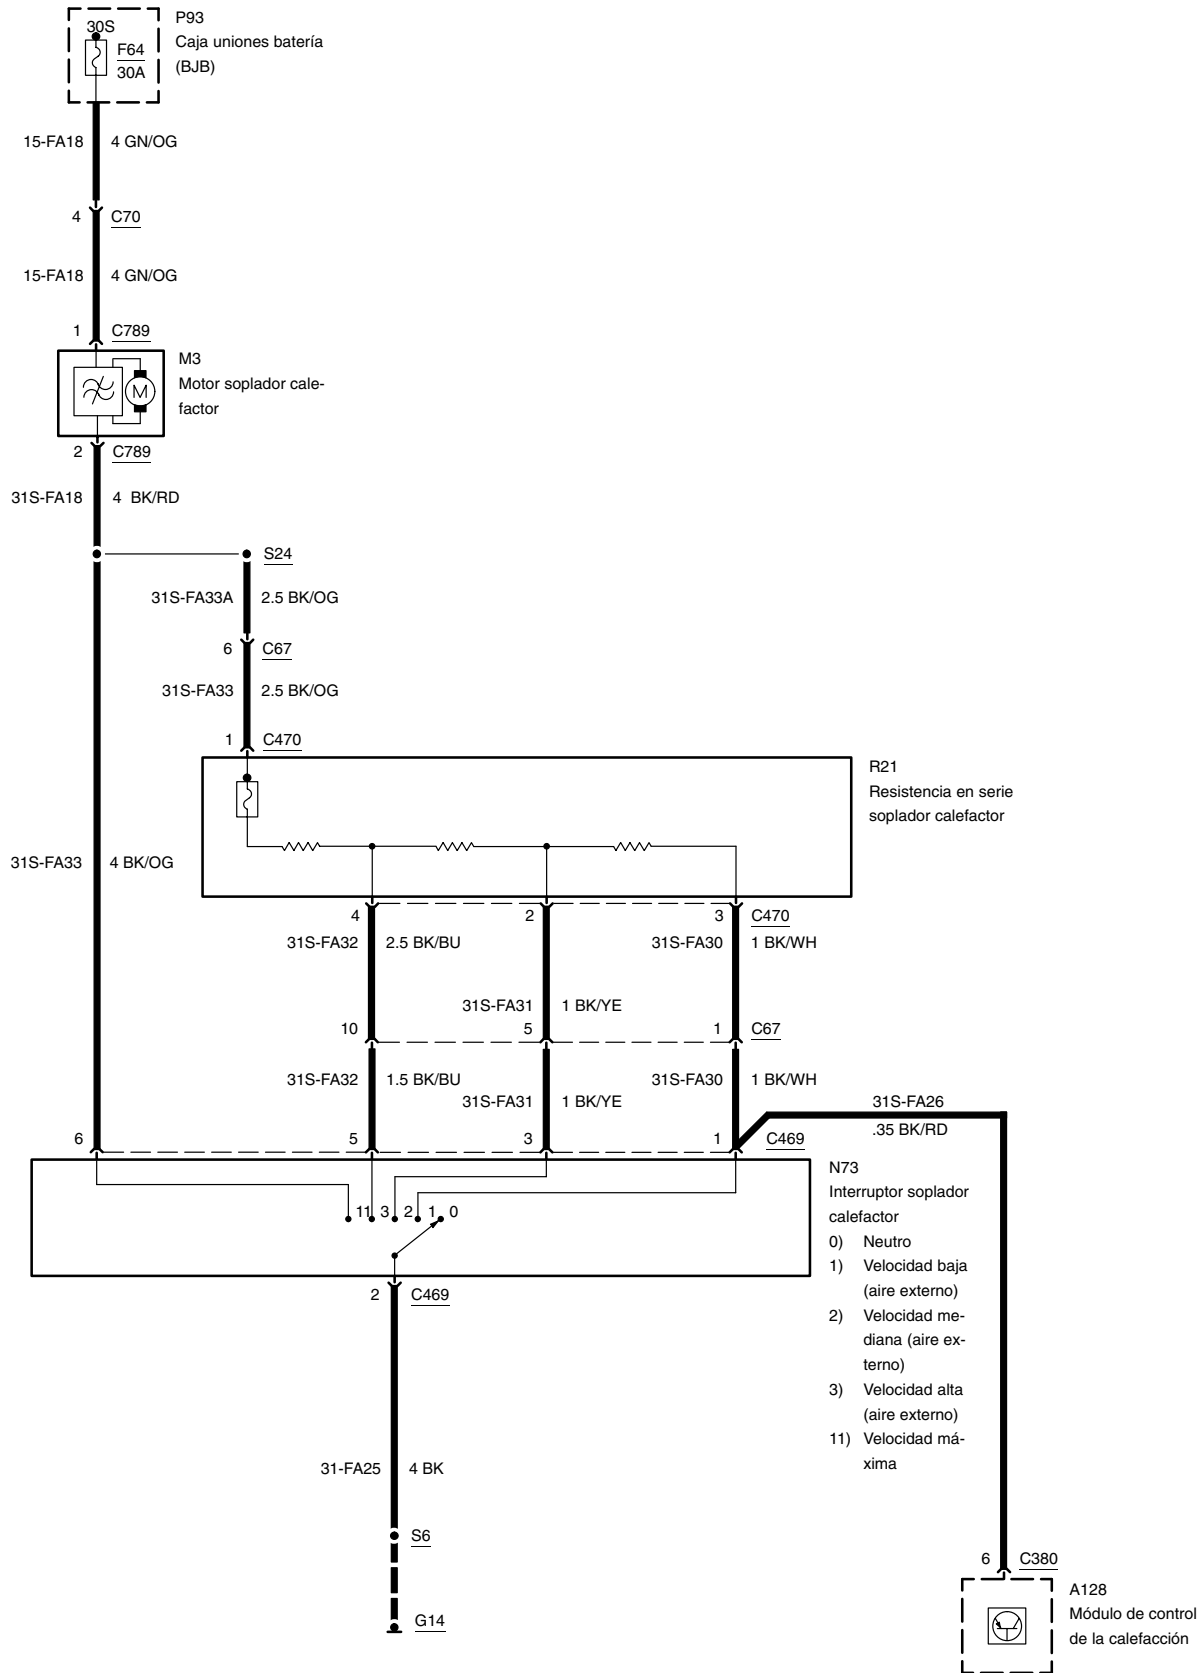 30S
F64
30A
P93
Caja uniones batería
(BJB)
15-FA18 4 GN/OG
4 C70
15-FA18 4 GN/OG
1 C789
M
M3
Motor soplador cale-
factor
2 C789
31S-FA18 4 BK/RD
S24
31S-FA33A 2.5 BK/OG
6 C67
31S-FA33 2.5 BK/OG
1 C470
R21
Resistencia en serie
soplador calefactor
31S-FA33 4 BK/OG
4 2 3 C470
31S-FA32 2.5 BK/BU 31S-FA30 1 BK/WH
31S-FA31 1 BK/YE
10 5 1 C67
31S-FA32 1.5 BK/BU 31S-FA30 1 BK/WH
31S-FA31 1 BK/YE
31S-FA26
.35 BK/RD
6 5 3 1 C469
11 3 2 1 0
N73
Interruptor soplador
calefactor
0) Neutro
1) Velocidad baja
(aire externo)
2) Velocidad me-
diana (aire ex-
terno)
3) Velocidad alta
(aire externo)
11) Velocidad má-
xima
2 C469
31-FA25 4 BK
S6
G14
6 C380
A128
Módulo de control
de la calefacción